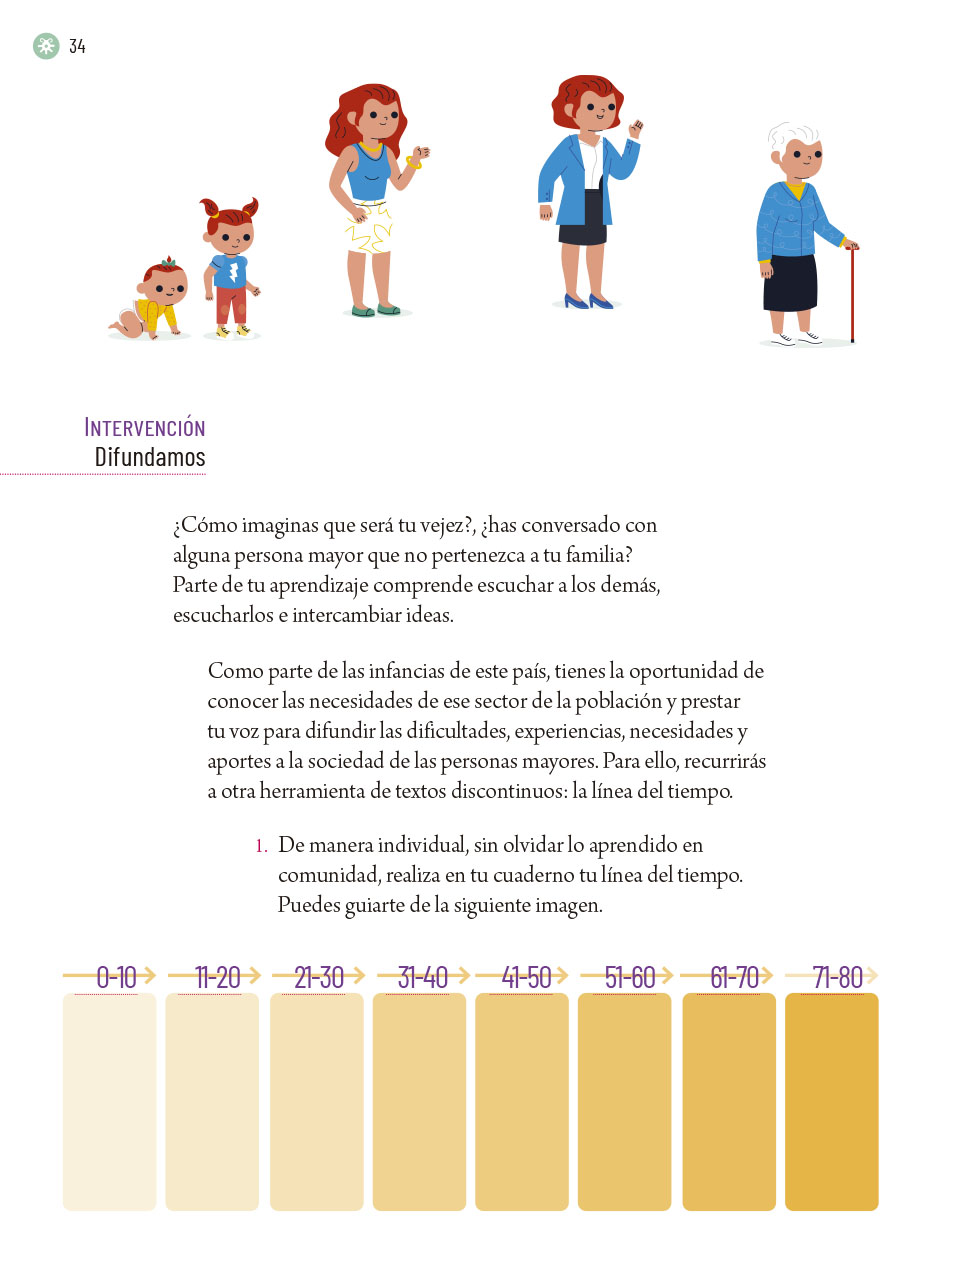 34
INTERVENCIÓN
Difundamos
¿Cómo imaginas que será tu vejez?, ¿has conversado con
alguna persona mayor que no pertenezca a tu familia?
Parte de tu aprendizaje comprende escuchar a los demás,
escucharlos e intercambiar ideas.
Como parte de las infancias de este país, tienes la oportunidad de
conocer las necesidades de ese sector de la población y prestar
tu voz para difundir las dificultades, experiencias, necesidades y
aportes a la sociedad de las personas mayores. Para ello, recurrirás
a otra herramienta de textos discontinuos: la línea del tiempo.
1. De manera individual, sin olvidar lo aprendido en
comunidad, realiza en tu cuaderno tu línea del tiempo.
Puedes guiarte de la siguiente imagen.
0-10 11-20 21-30 31-40 41-50 51-60 61-70 71-80